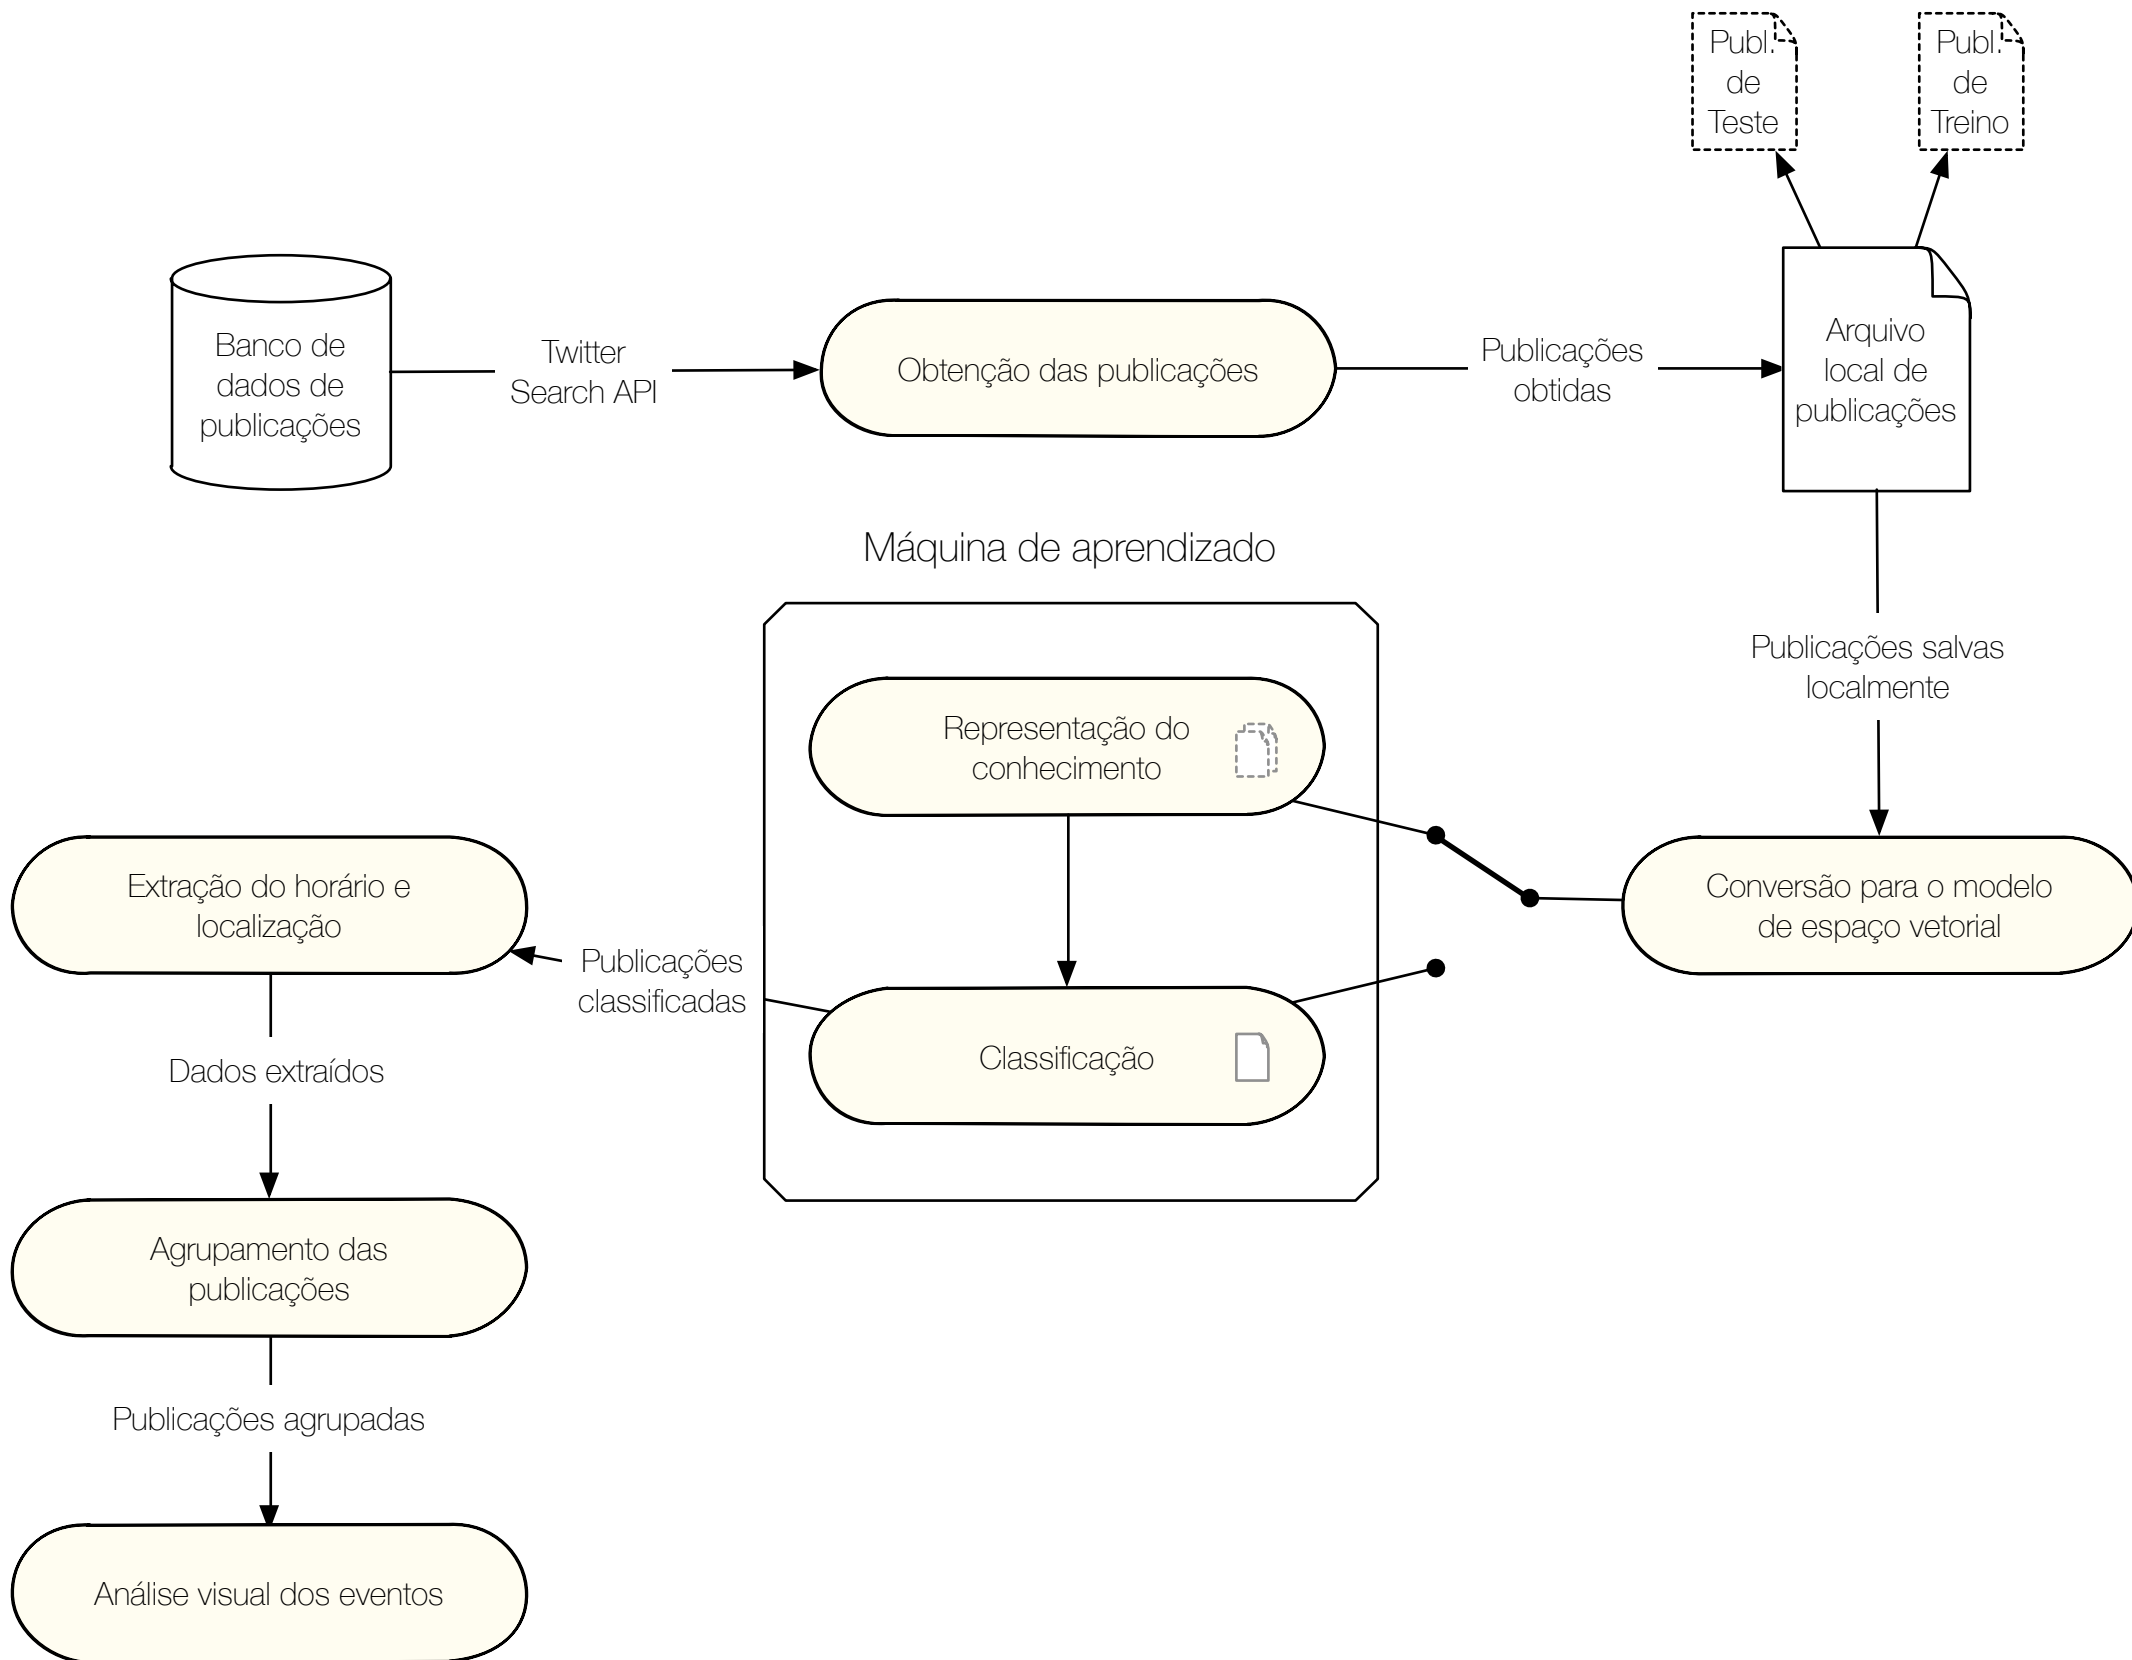 Publ.
de
Teste
Publ.
de
Treino
Banco de
dados de
publicações
Twitter
Search API
Obtenção das publicações
Publicações
obtidas
Arquivo
local de
publicações
Máquina de aprendizado
Publicações salvas
localmente
Representação do
conhecimento
Conversão para o modelo
de espaço vetorial
Extração do horário e
localização
Publicações
classificadas
Classificação
Dados extraídos
Agrupamento das
publicações
Publicações agrupadas
Análise visual dos eventos